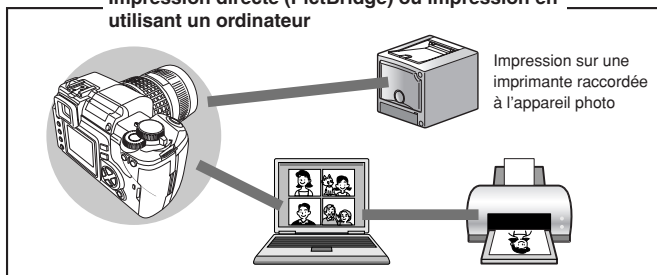 Impression directe (PictBridge) ou impression en
utilisant un ordinateur
Impression sur une
imprimante raccordée
à l'appareil photo